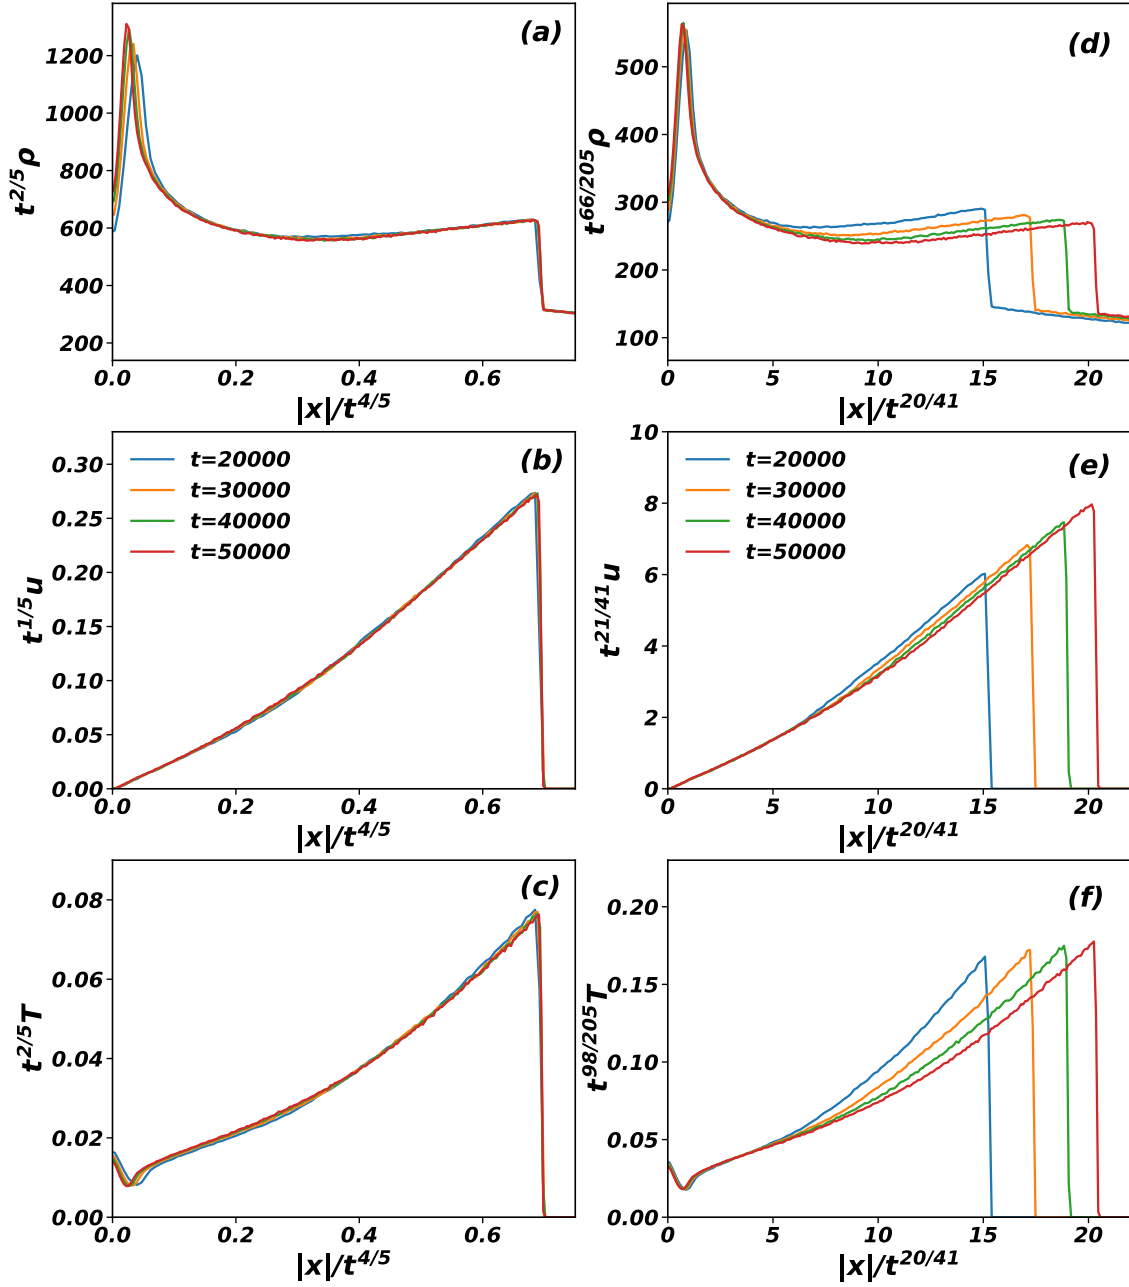 (a)
t^{2/5}ρ
1200
1000
800
600
400
200
0.0 0.2 0.4 0.6
|x|/t^{4/5}
(d)
t^{66/205}ρ
500
400
300
200
100
0 5 10 15 20
|x|/t^{20/41}
(b)
t=20000
t=30000
t=40000
t=50000
t^{1/5}u
0.30
0.25
0.20
0.15
0.10
0.05
0.00
0.0 0.2 0.4 0.6
|x|/t^{4/5}
(e)
t=20000
t=30000
t=40000
t=50000
t^{21/41}u
10
8
6
4
2
0
0 5 10 15 20
|x|/t^{20/41}
(c)
t^{2/5}T
0.08
0.06
0.04
0.02
0.00
0.0 0.2 0.4 0.6
|x|/t^{4/5}
(f)
t^{98/205}T
0.20
0.15
0.10
0.05
0.00
0 5 10 15 20
|x|/t^{20/41}